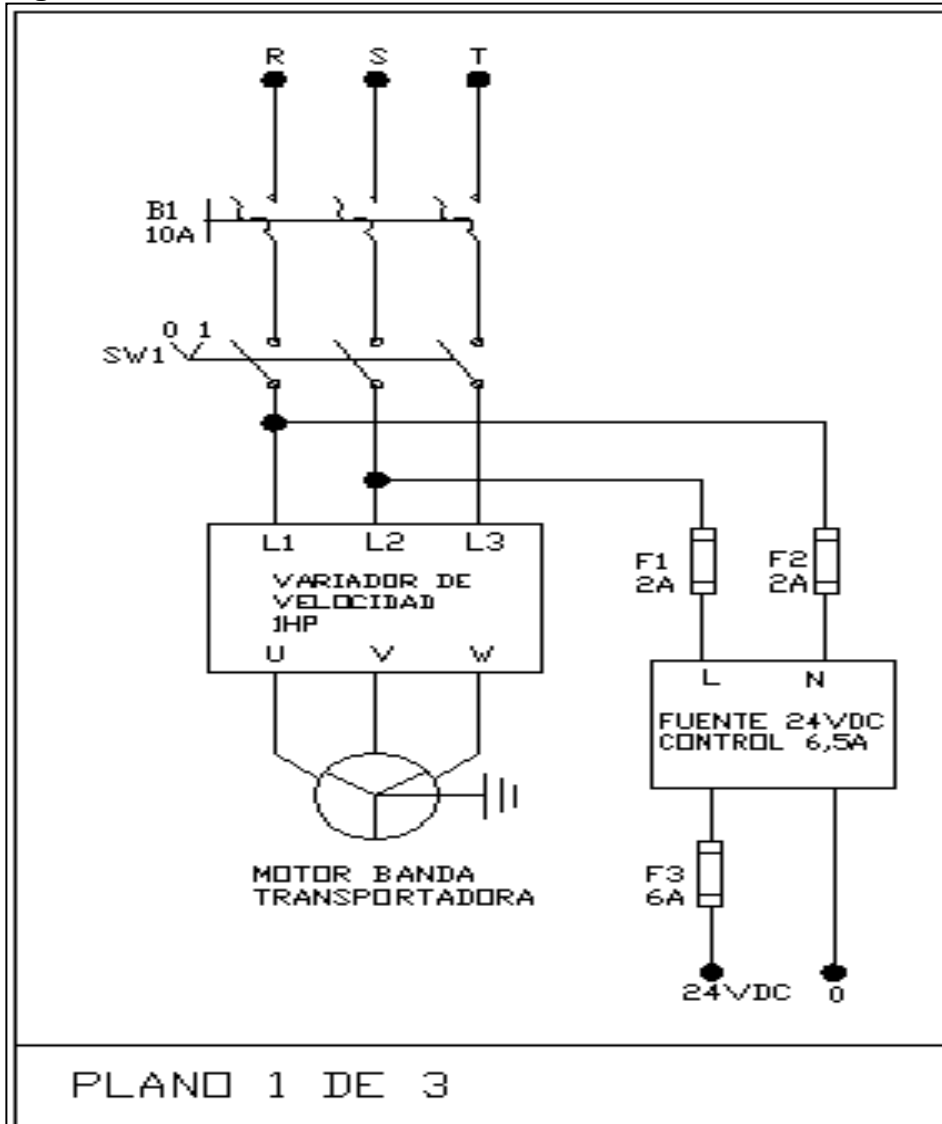 R S T
B1
10A
0 1
SW1
L1 L2 L3
VARIADOR DE
VELOCIDAD
1HP
U V W
F1
2A
F2
2A
L N
FUENTE 24VDC
CONTROL 6,5A
MOTOR BANDA
TRANSPORTADORA
F3
6A
24VDC 0
PLANO 1 DE 3